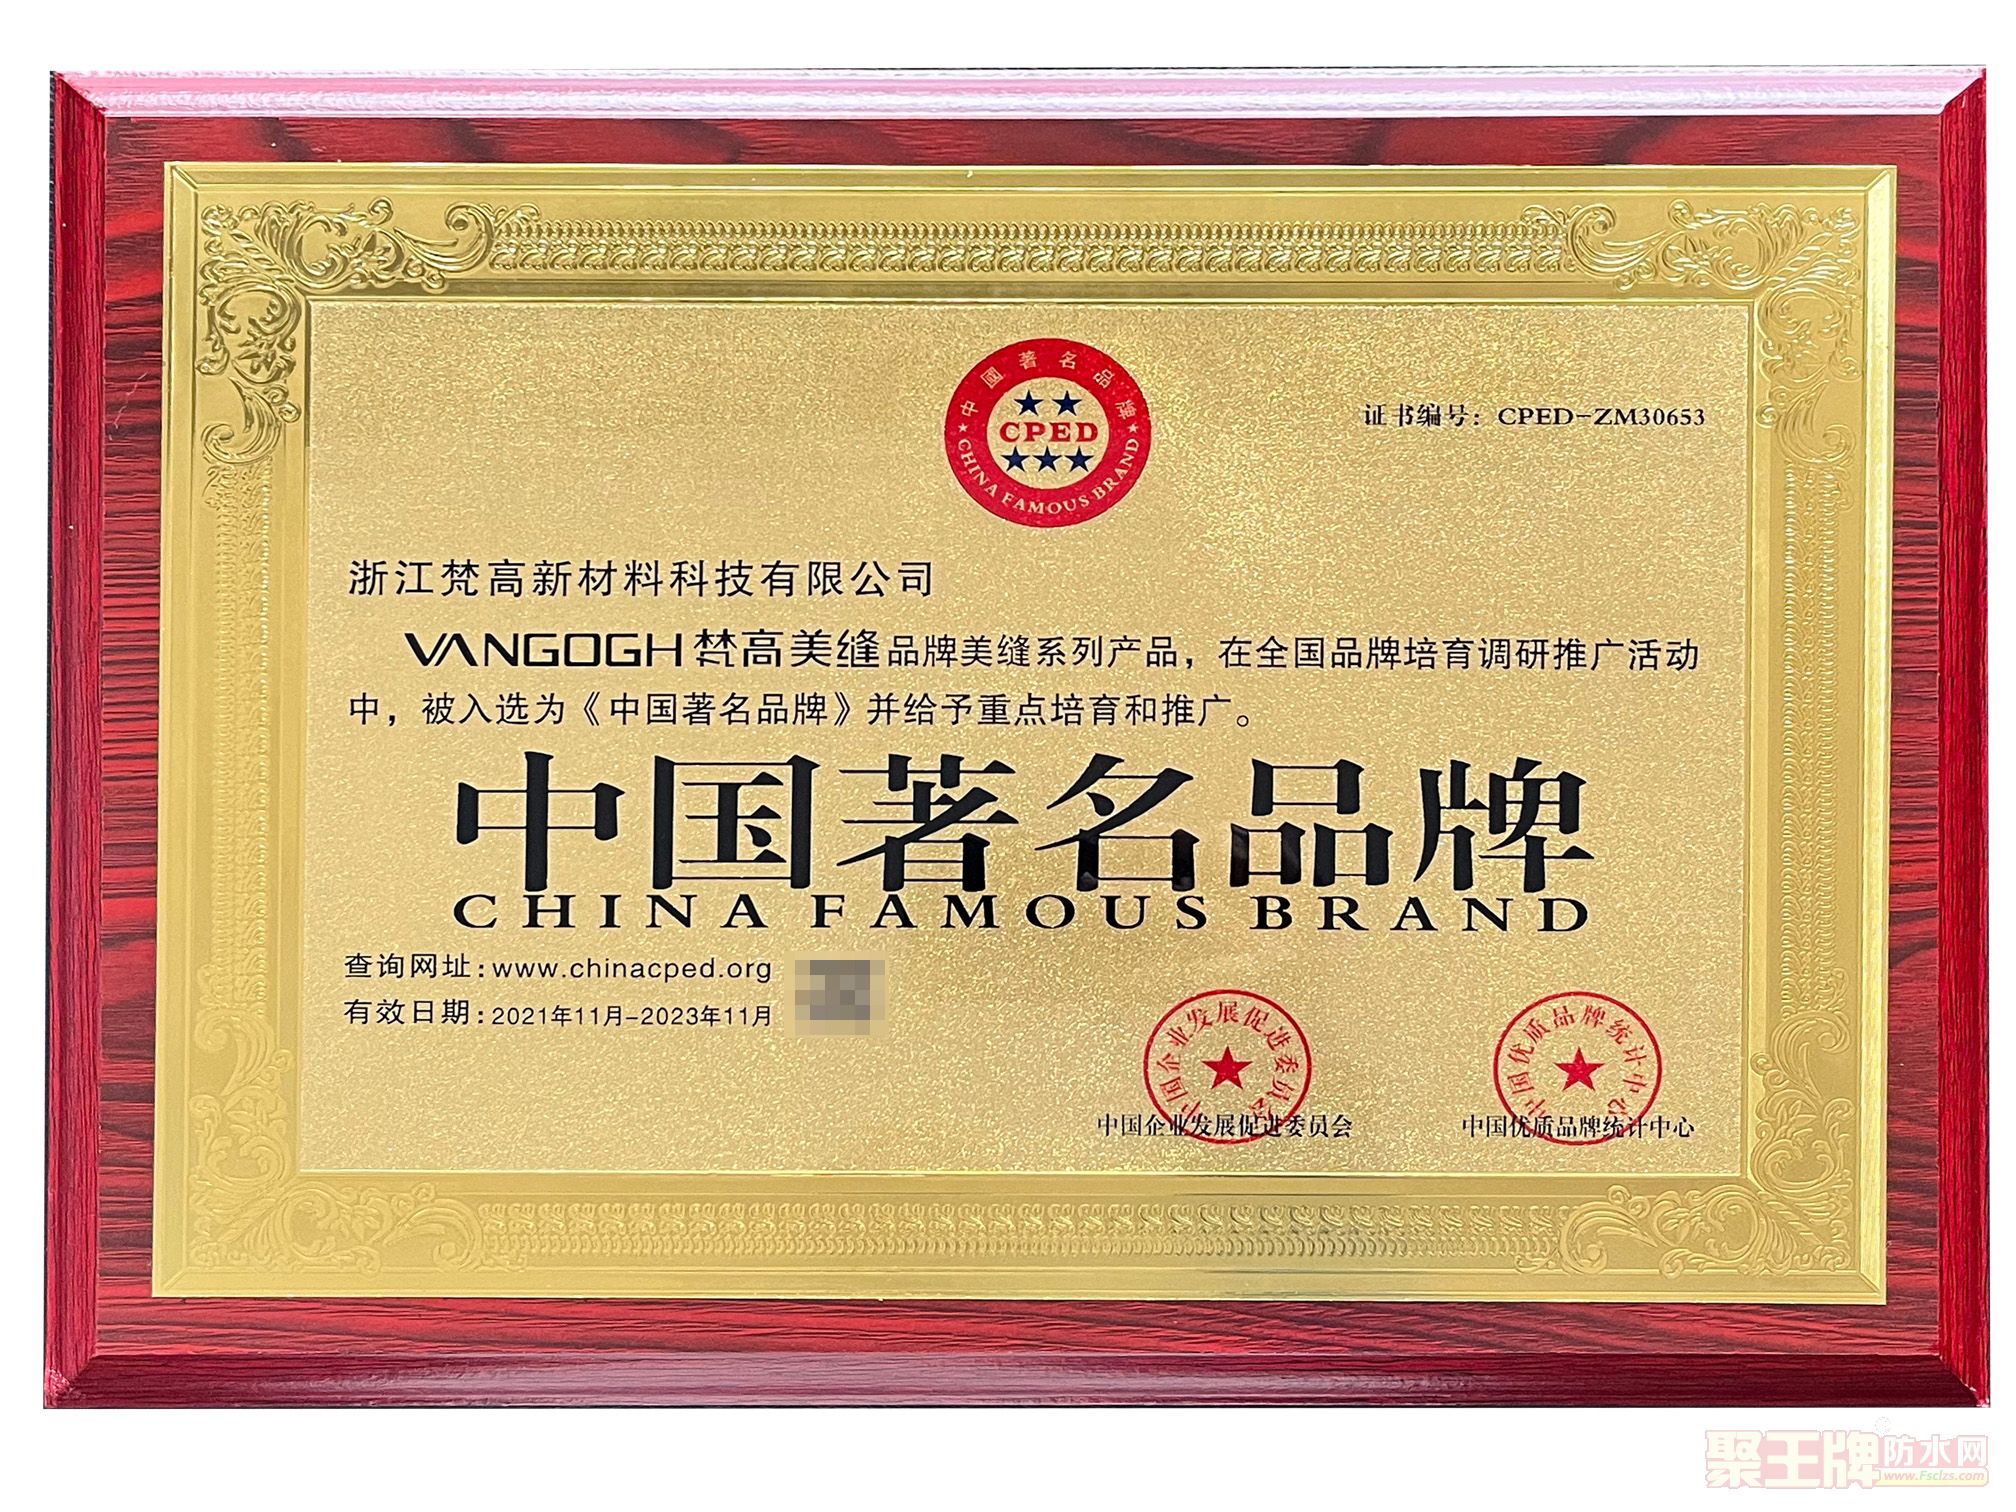 中國著名品牌
CPED
CHINA FAMOUS BRAND
证书编号：CPED-ZM30653
浙江梵高新材料科技有限公司
VANGOGH 梵高美缝品牌美缝系列产品，在全国品牌培育调研推广活动
中，被入选为《中国著名品牌》并给予重点培育和推广。
中国著名品牌
CHINA FAMOUS BRAND
查询网址:www.chinacped.org
有效日期:2021年11月-2023年11月
中国企业发展促进委员会
中国优质品牌统计中心
中国企业发展促进委员会
中国优质品牌统计中心
聚王牌防水网
www.Fsclzs.com